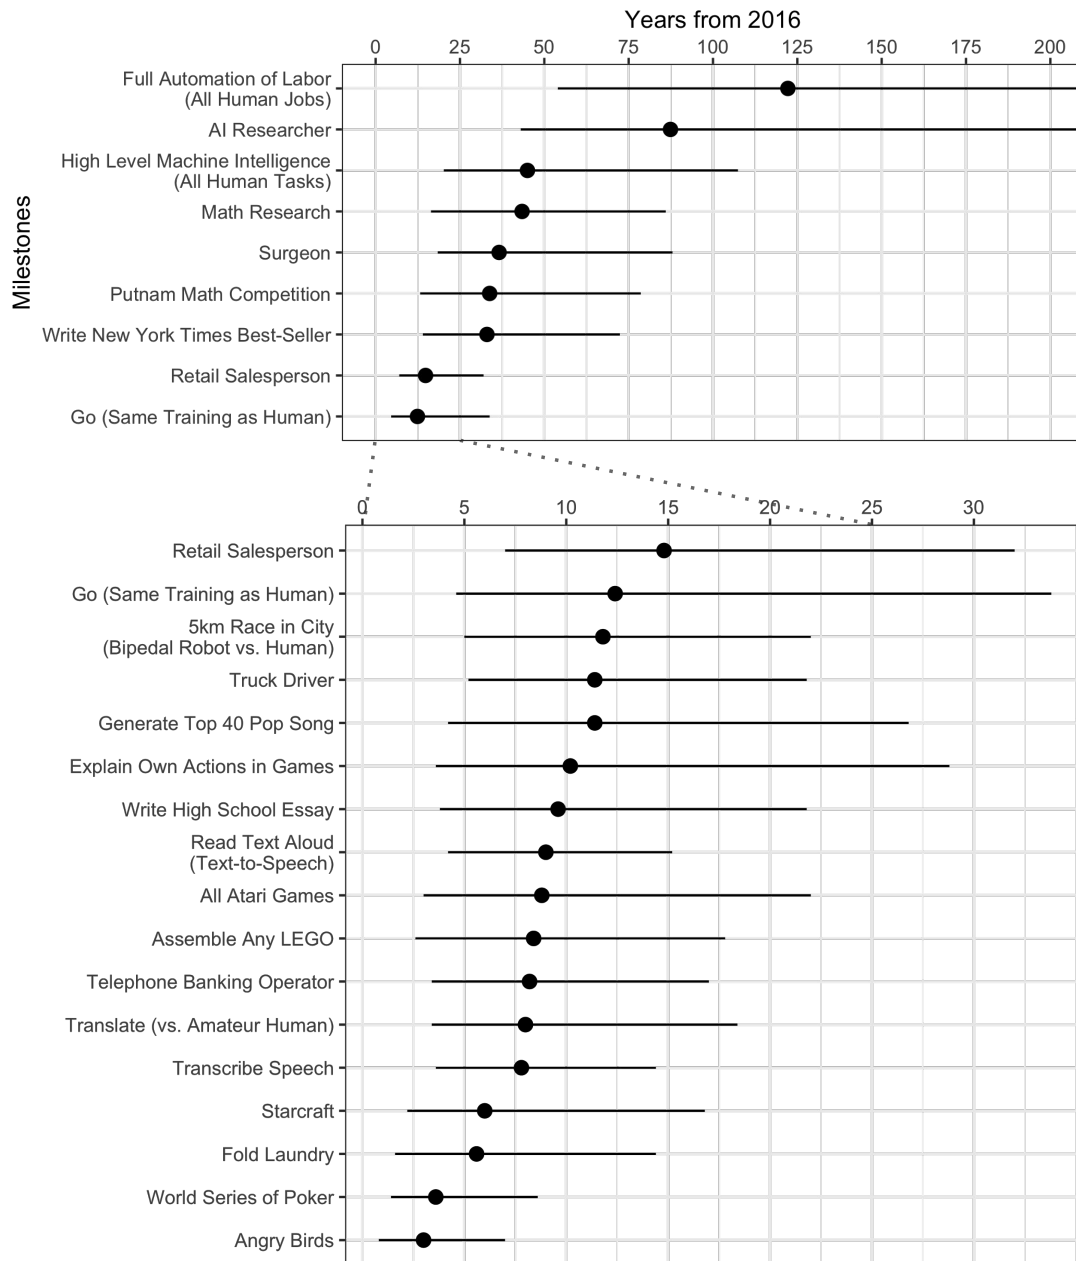 Years from 2016
0 25 50 75 100 125 150 175 200
Milestones
Full Automation of Labor
(All Human Jobs)
AI Researcher
High Level Machine Intelligence
(All Human Tasks)
Math Research
Surgeon
Putnam Math Competition
Write New York Times Best-Seller
Retail Salesperson
Go (Same Training as Human)
0 5 10 15 20 25 30
Retail Salesperson
Go (Same Training as Human)
5km Race in City
(Bipedal Robot vs. Human)
Truck Driver
Generate Top 40 Pop Song
Explain Own Actions in Games
Write High School Essay
Read Text Aloud
(Text-to-Speech)
All Atari Games
Assemble Any LEGO
Telephone Banking Operator
Translate (vs. Amateur Human)
Transcribe Speech
Starcraft
Fold Laundry
World Series of Poker
Angry Birds